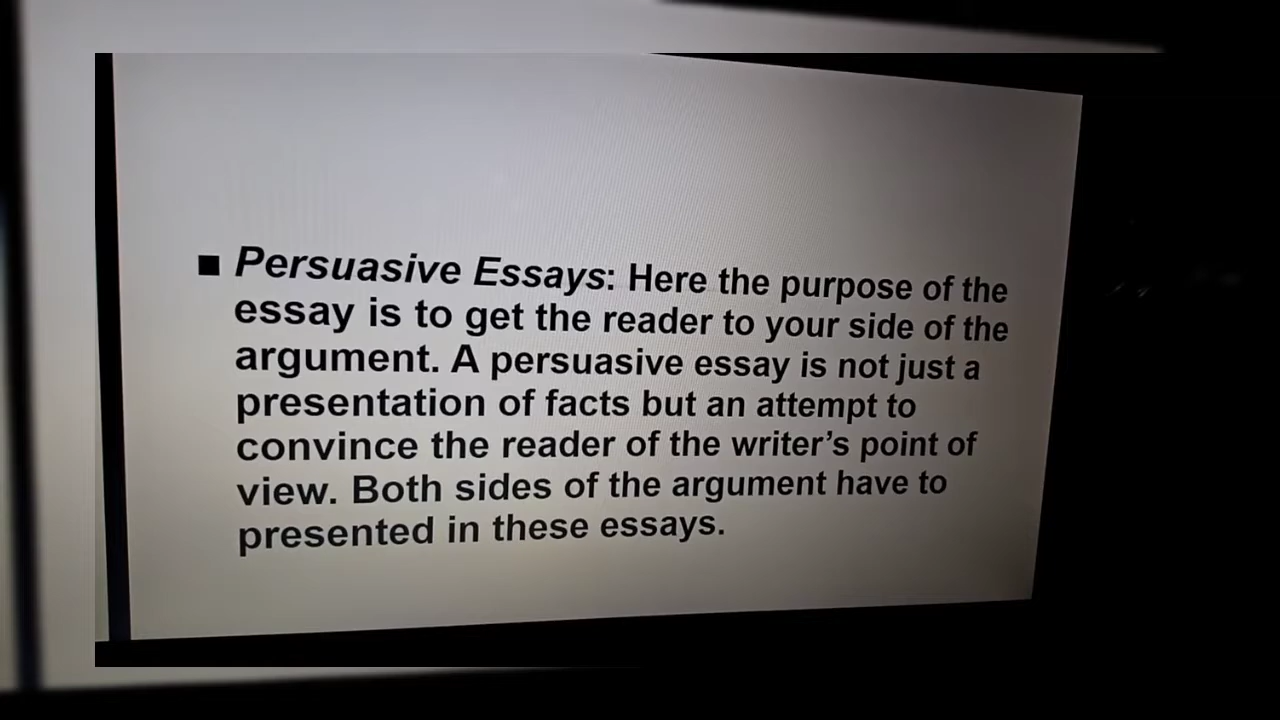 ■ Persuasive Essays: Here the purpose of the
essay is to get the reader to your side of the
argument. A persuasive essay is not just a
presentation of facts but an attempt to
convince the reader of the writer's point of
view. Both sides of the argument have to
presented in these essays.